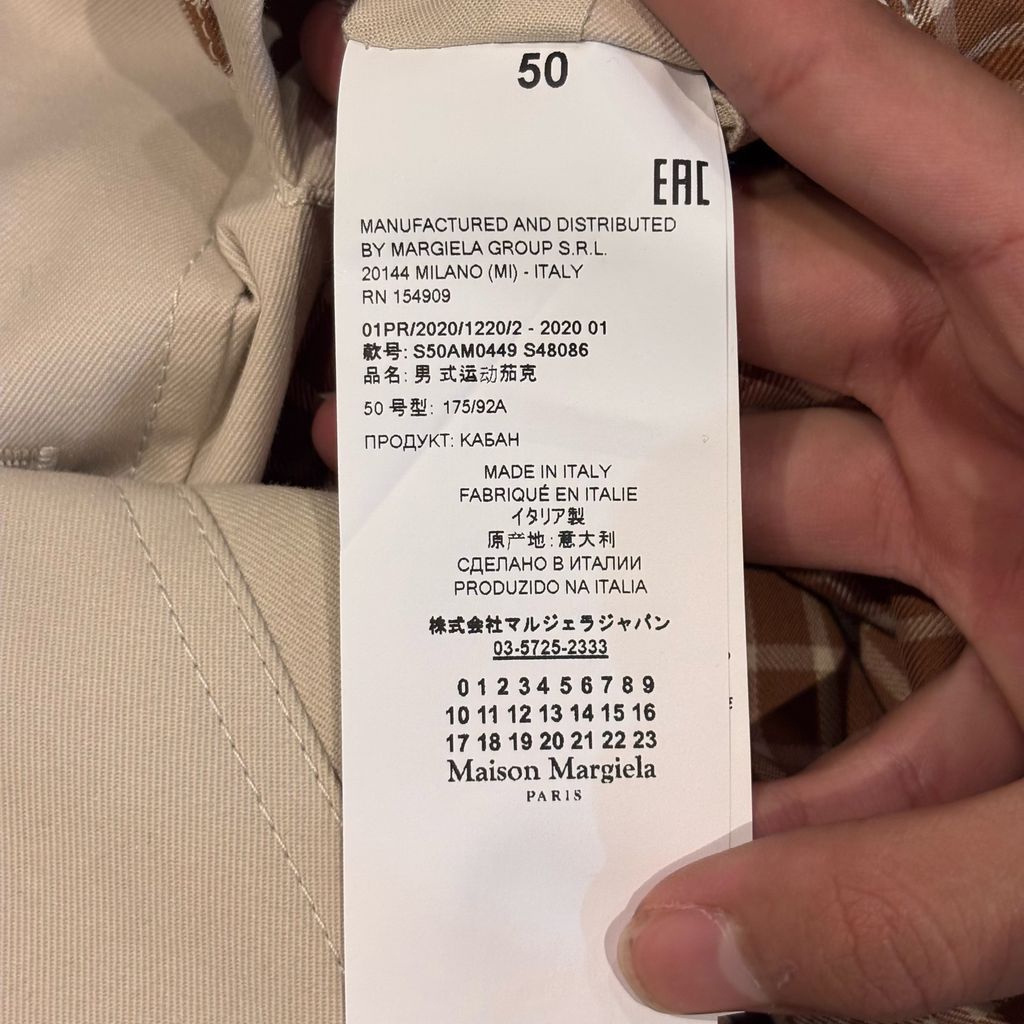 50
EAC
MANUFACTURED AND DISTRIBUTED
BY MARGIELA GROUP S.R.L.
20144 MILANO (MI) - ITALY
RN 154909
01PR/2020/1220/2 - 2020 01
款号: S50AM0449 S48086
品名: 男 式运动茄克
50 号型: 175/92A
ПРОДУКТ: КАБАН
MADE IN ITALY
FABRIQUÉ EN ITALIE
イタリア製
原产地: 意大利
СДЕЛАНО В ИТАЛИИ
PRODUZIDO NA ITALIA
株式会社マルジェラジャパン
03-5725-2333
0 1 2 3 4 5 6 7 8 9
10 11 12 13 14 15 16
17 18 19 20 21 22 23
Maison Margiela
PARIS